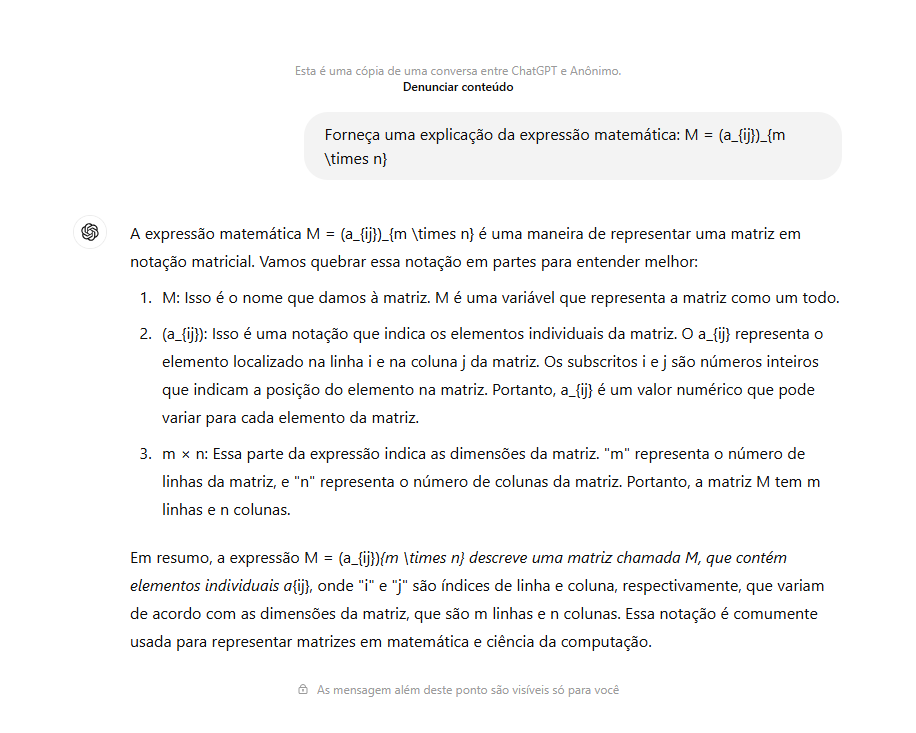 Esta é uma cópia de uma conversa entre ChatGPT e Anônimo.
Denunciar conteúdo
Forneça uma explicação da expressão matemática: M = (a_{ij})_{m
\times n}
A expressão matemática M = (a_{ij})_{m \times n} é uma maneira de representar uma matriz em
notação matricial. Vamos quebrar essa notação em partes para entender melhor:
1. M: Isso é o nome que damos à matriz. M é uma variável que representa a matriz como um todo.
2. (a_{ij}): Isso é uma notação que indica os elementos individuais da matriz. O a_{ij} representa o
elemento localizado na linha i e na coluna j da matriz. Os subscritos i e j são números inteiros
que indicam a posição do elemento na matriz. Portanto, a_{ij} é um valor numérico que pode
variar para cada elemento da matriz.
3. m × n: Essa parte da expressão indica as dimensões da matriz. "m" representa o número de
linhas da matriz, e "n" representa o número de colunas da matriz. Portanto, a matriz M tem m
linhas e n colunas.
Em resumo, a expressão M = (a_{ij}){m \times n} descreve uma matriz chamada M, que contém
elementos individuais a{ij}, onde "i" e "j" são índices de linha e coluna, respectivamente, que variam
de acordo com as dimensões da matriz, que são m linhas e n colunas. Essa notação é comumente
usada para representar matrizes em matemática e ciência da computação.
As mensagem além deste ponto são visíveis só para você